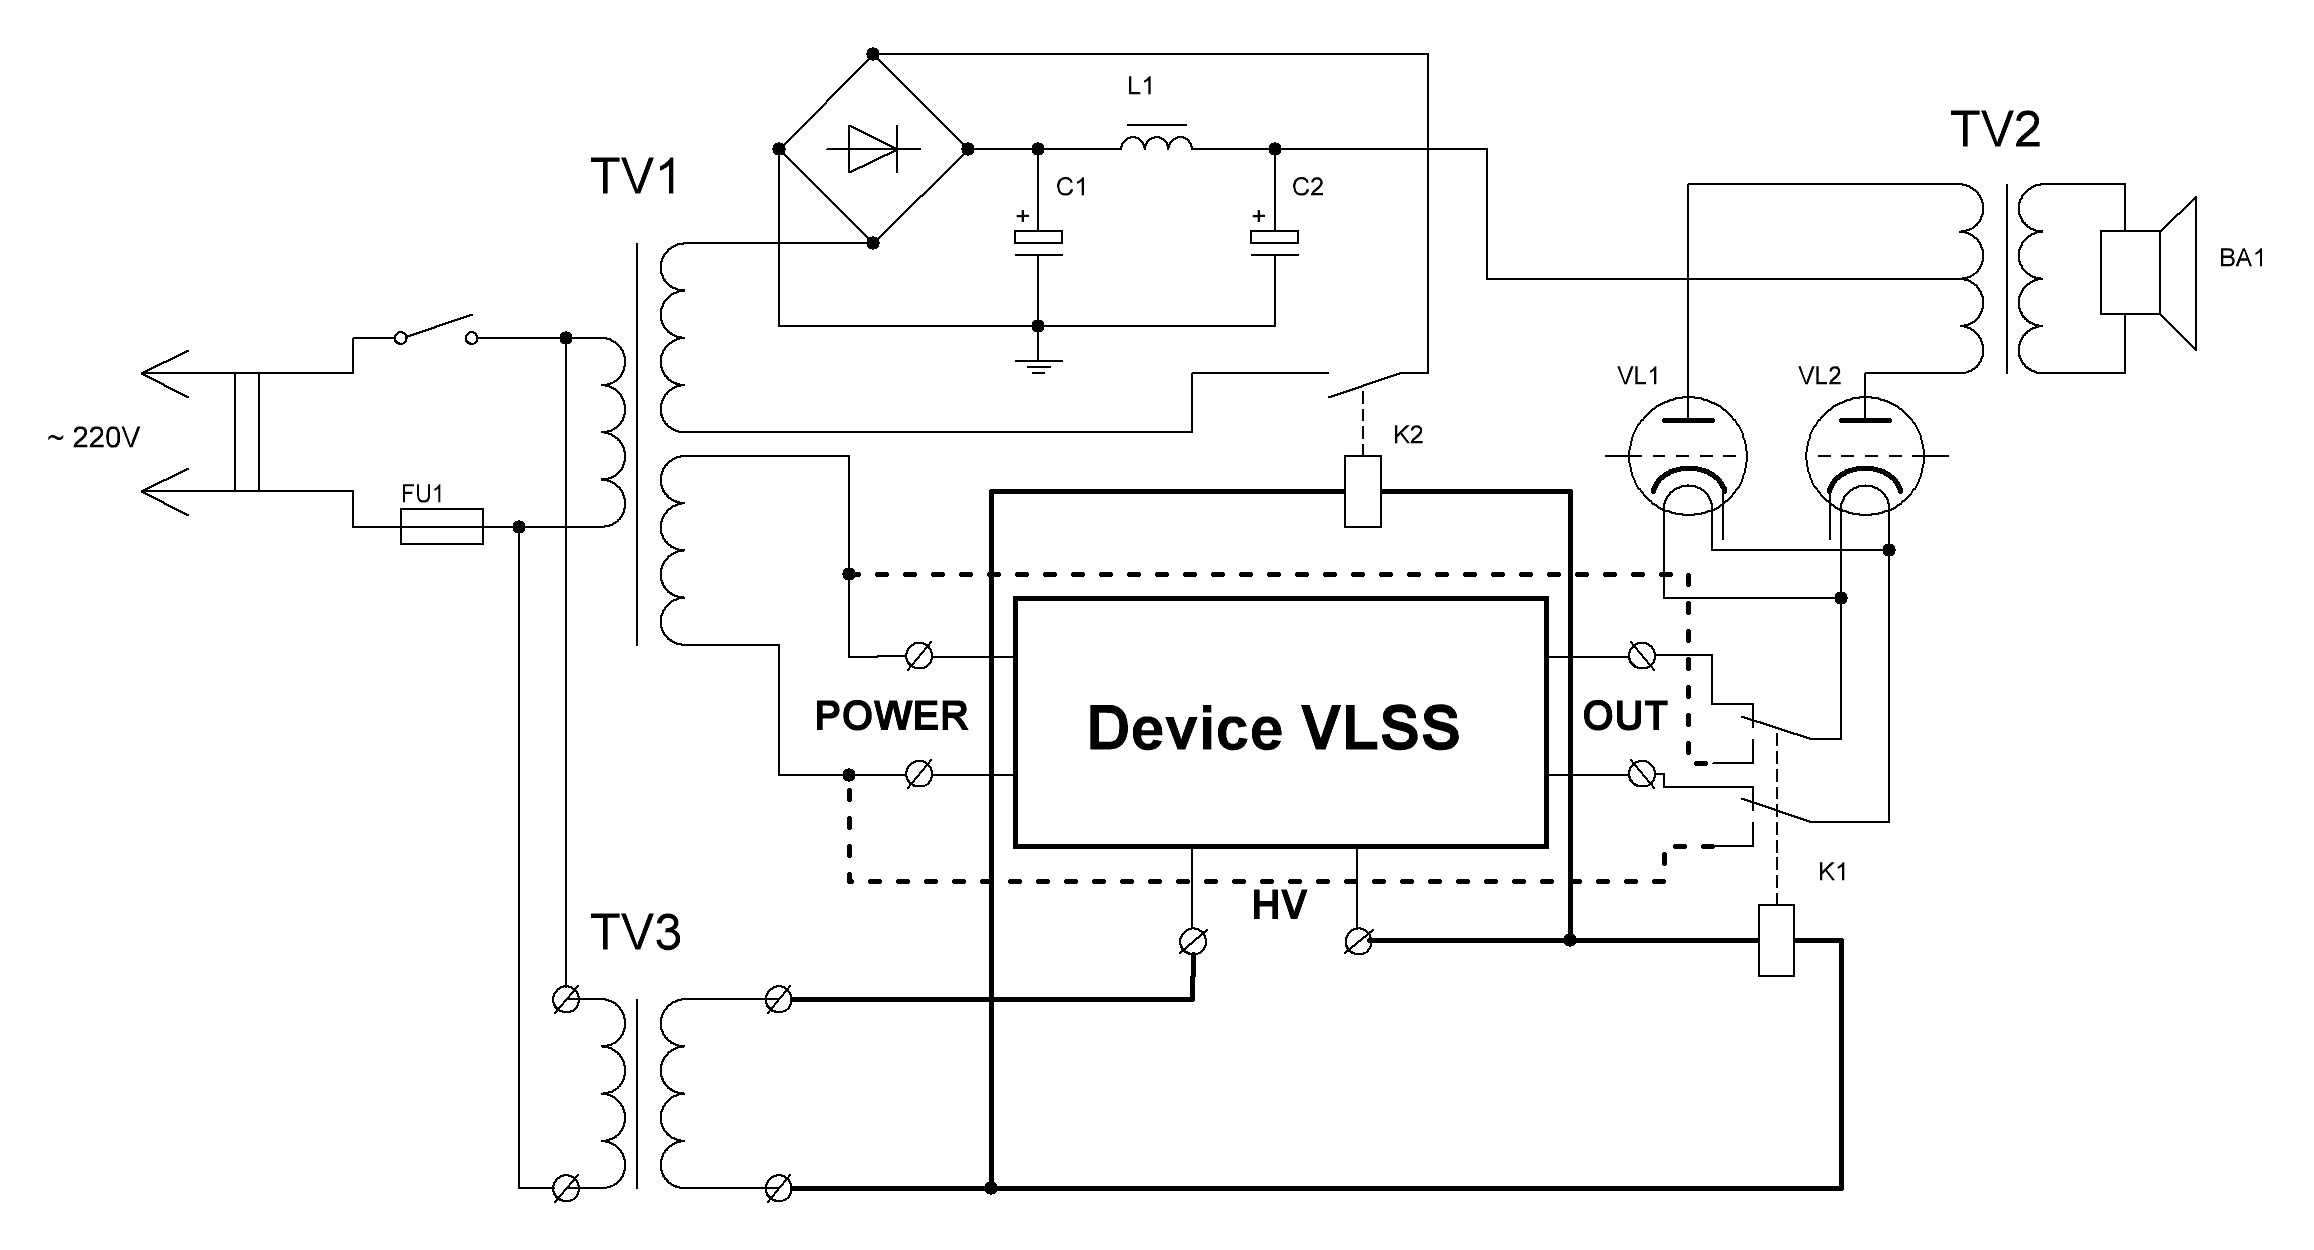 L1
TV2
TV1
C1
C2
+
+
BA1
VL1
VL2
~ 220V
K2
FU1
POWER
Device VLSS
OUT
K1
HV
TV3